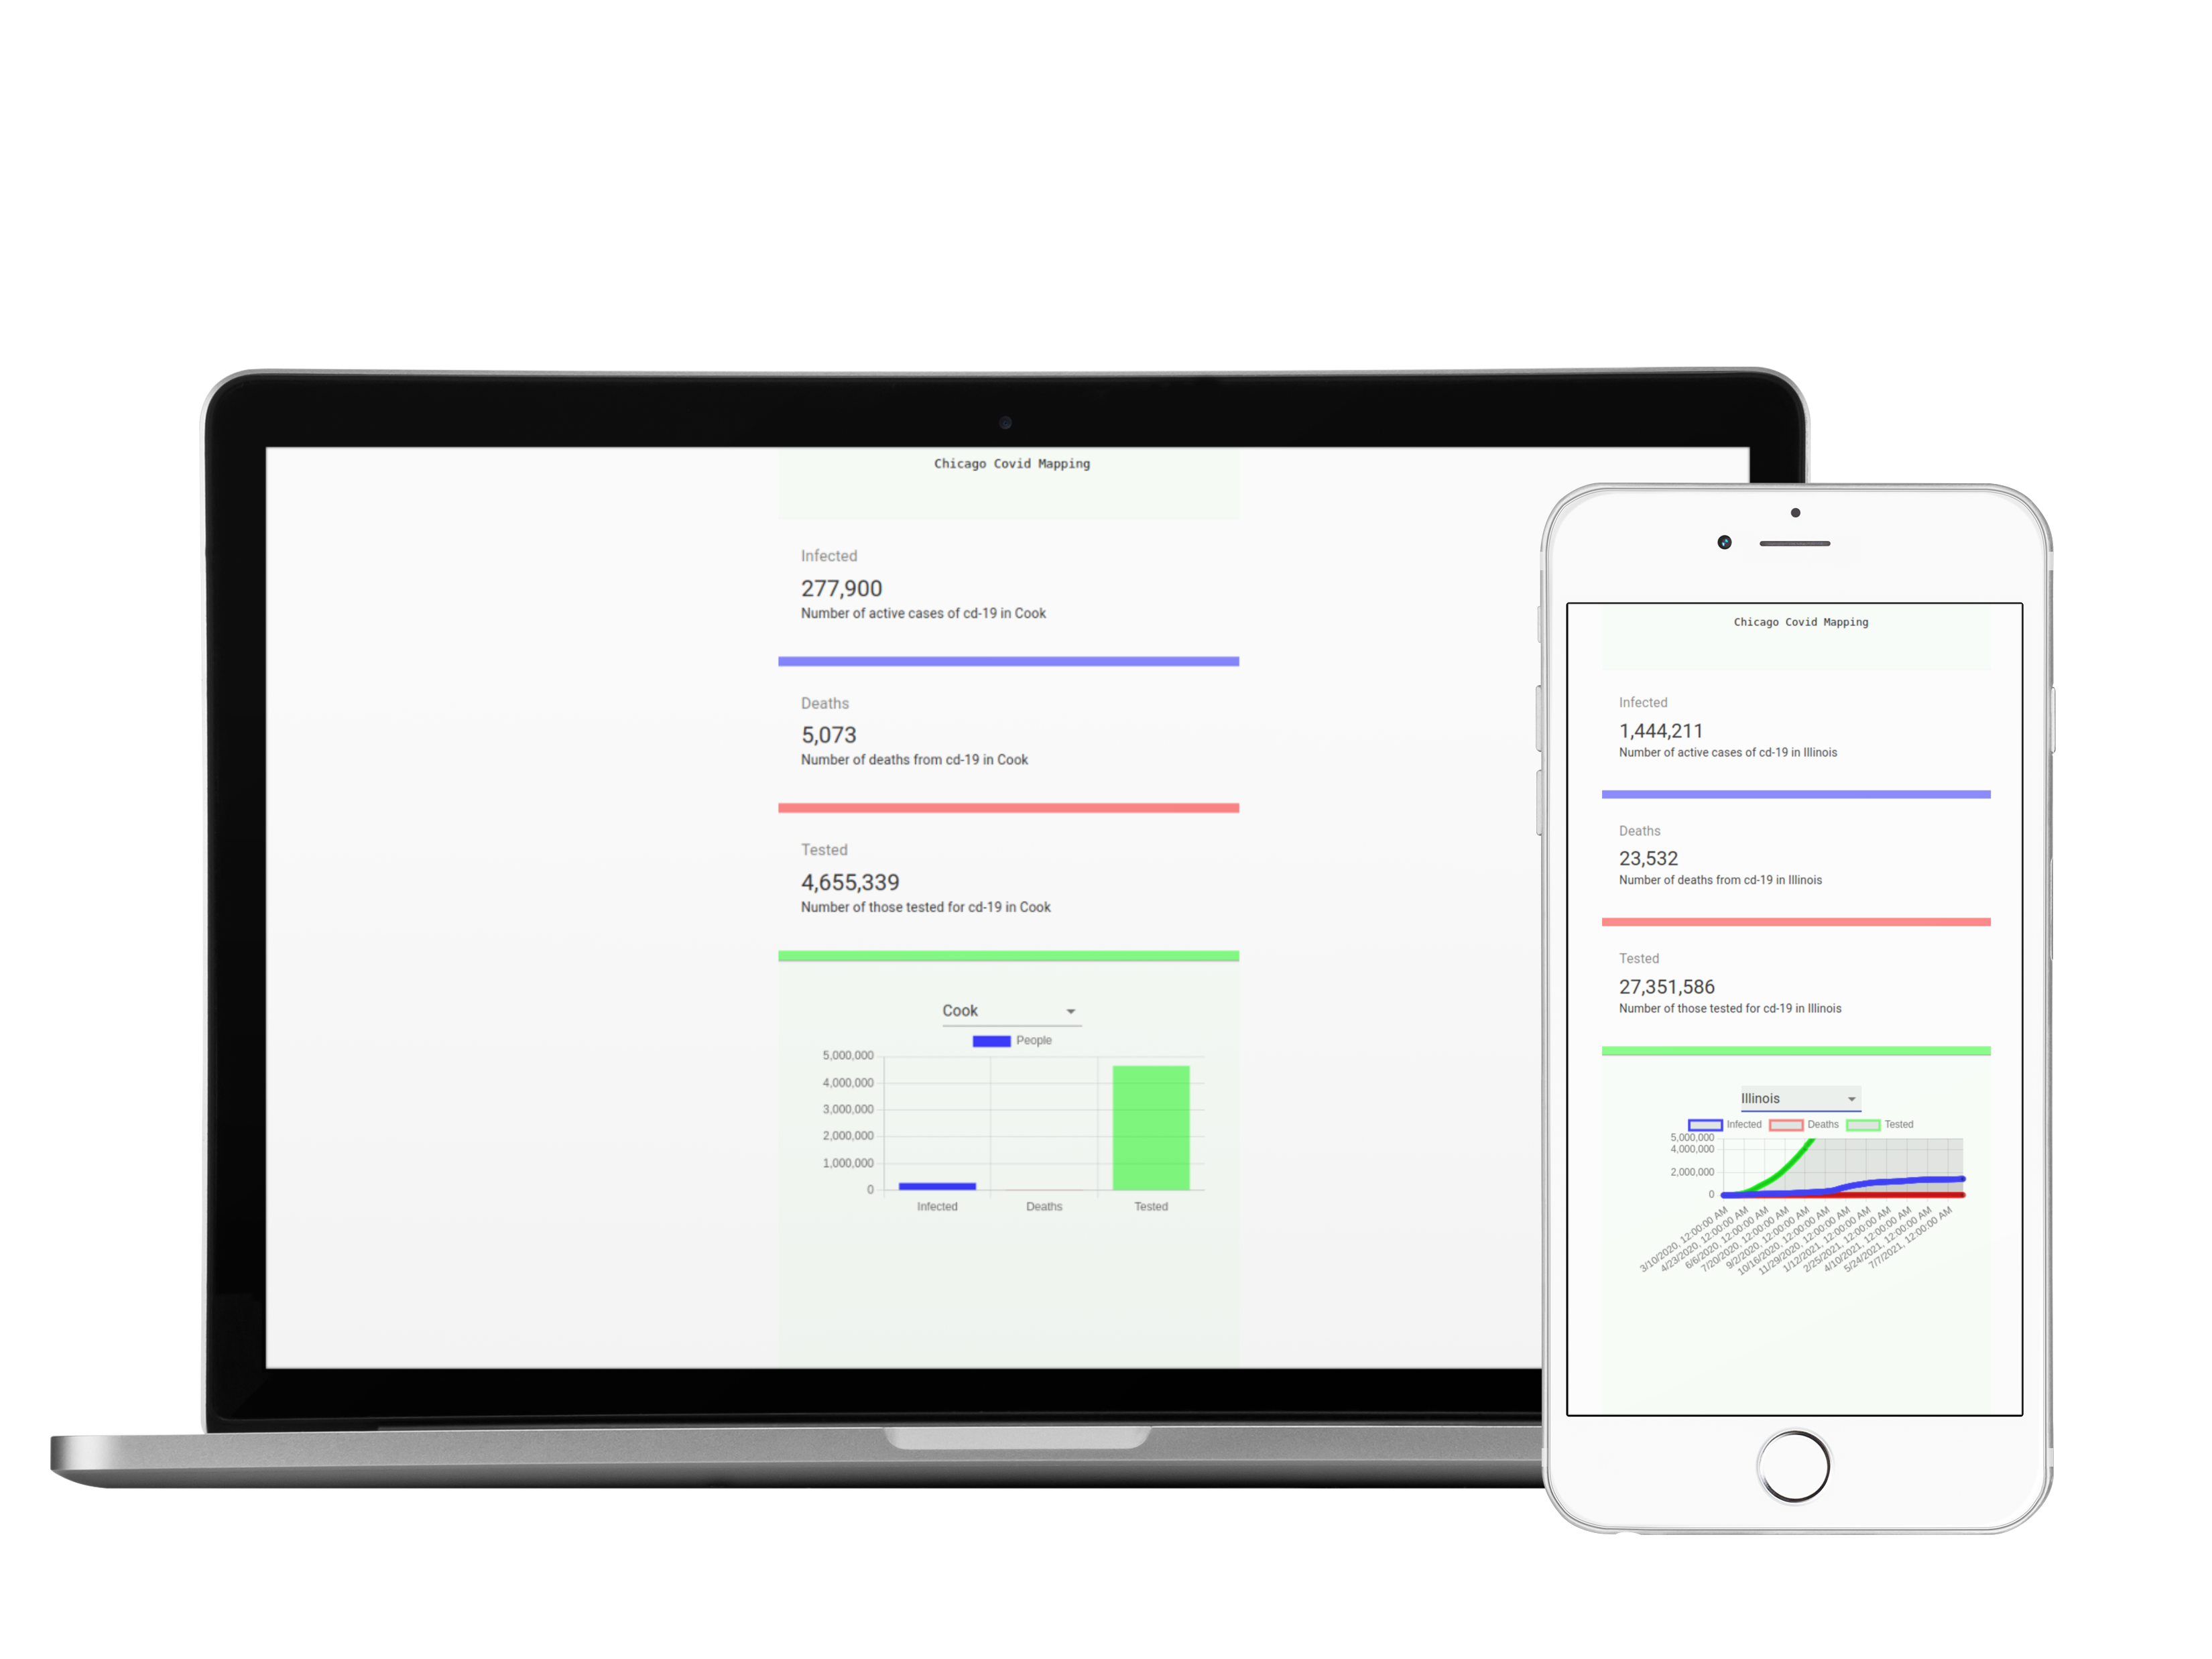 Chicago Covid Mapping
Infected
277,900
Number of active cases of cd-19 in Cook
Deaths
5,073
Number of deaths from cd-19 in Cook
Tested
4,655,339
Number of those tested for cd-19 in Cook
Cook
People
5,000,000
4,000,000
3,000,000
2,000,000
1,000,000
0
Infected Deaths Tested
Chicago Covid Mapping
Infected
1,444,211
Number of active cases of cd-19 in Illinois
Deaths
23,532
Number of deaths from cd-19 in Illinois
Tested
27,351,586
Number of those tested for cd-19 in Illinois
Illinois
Infected Deaths Tested
5,000,000
4,000,000
2,000,000
0
3/10/2020, 12:00:00 AM
4/23/2020, 12:00:00 AM
6/6/2020, 12:00:00 AM
7/20/2020, 12:00:00 AM
9/2/2020, 12:00:00 AM
10/16/2020, 12:00:00 AM
11/29/2020, 12:00:00 AM
1/12/2021, 12:00:00 AM
2/25/2021, 12:00:00 AM
4/10/2021, 12:00:00 AM
5/24/2021, 12:00:00 AM
7/7/2021, 12:00:00 AM